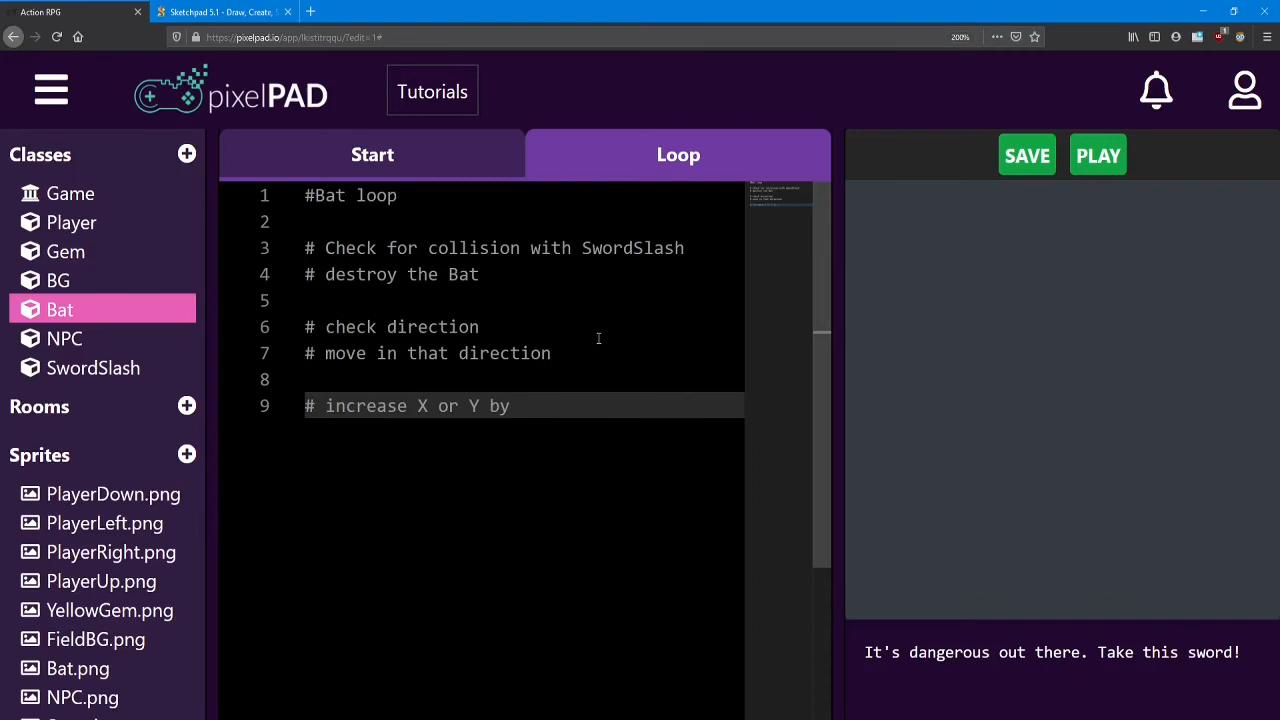 Action RPG
Sketchpad 5.1 - Draw, Create, S
https://pixelpad.io/app/lkistitrqqu/?edit=1#
200%
pixelPAD
Tutorials
Classes
Game
Player
Gem
BG
Bat
NPC
SwordSlash
Rooms
Sprites
PlayerDown.png
PlayerLeft.png
PlayerRight.png
PlayerUp.png
YellowGem.png
FieldBG.png
Bat.png
NPC.png
Start
Loop
1 #Bat loop
2
3 # Check for collision with SwordSlash
4 # destroy the Bat
5
6 # check direction
7 # move in that direction
8
9 # increase X or Y by
SAVE
PLAY
It's dangerous out there. Take this sword!